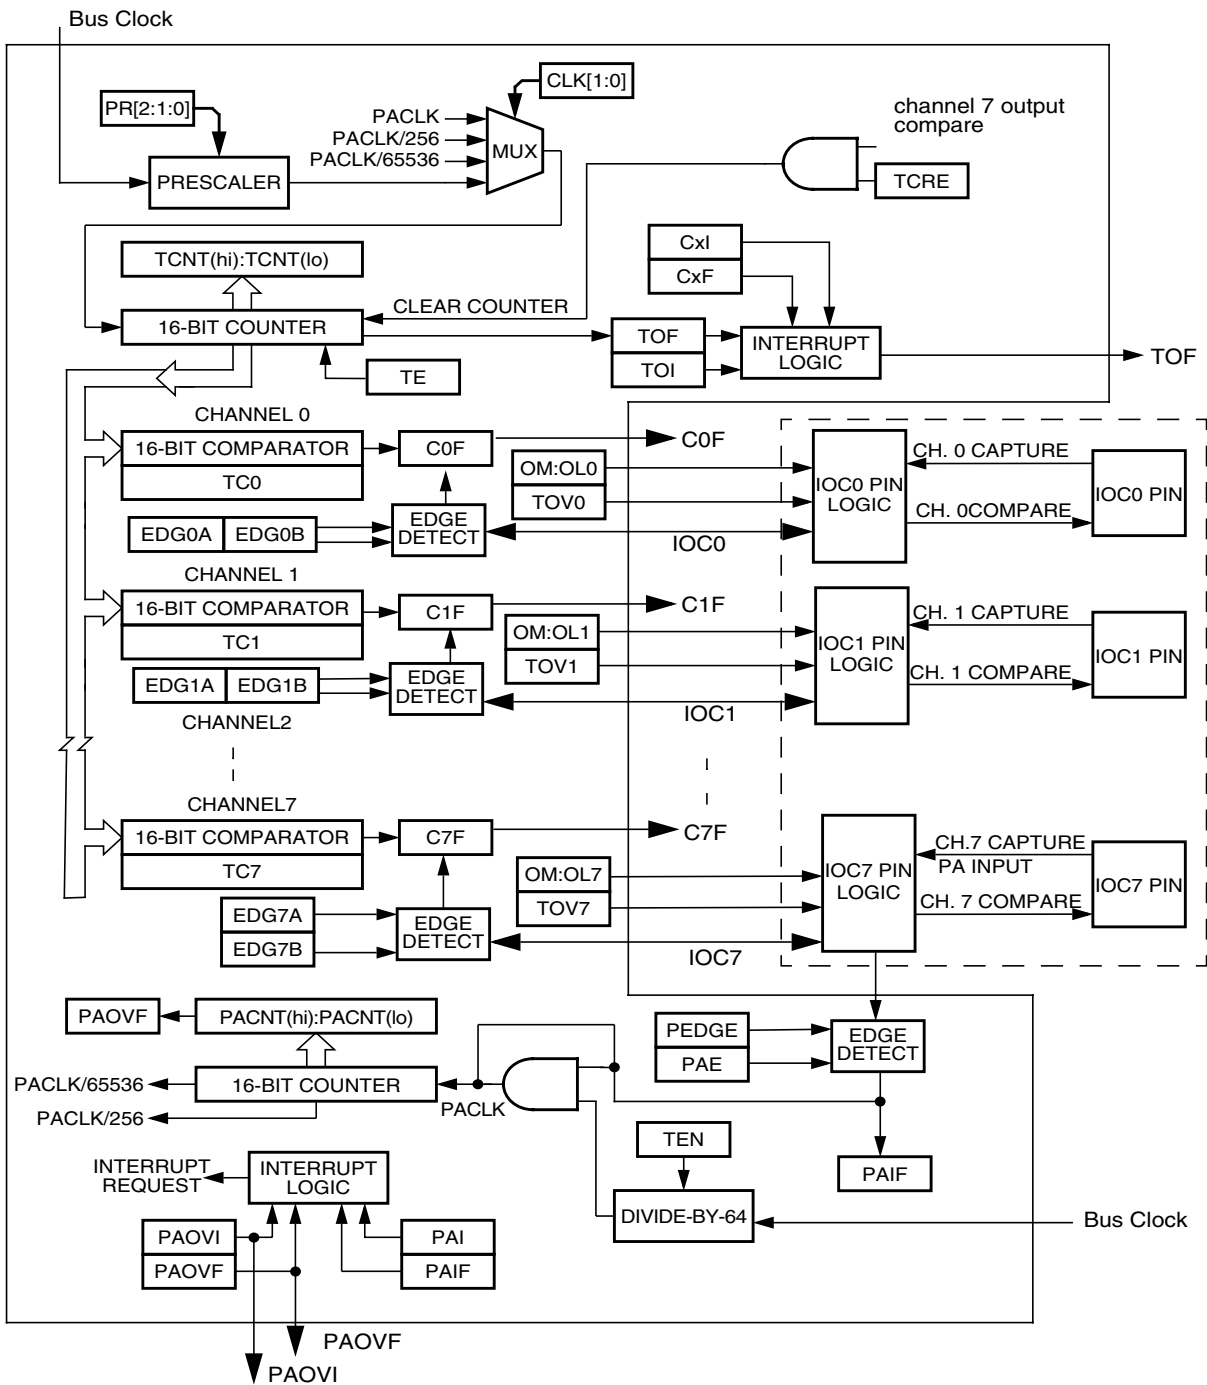 Bus Clock
CLK[1:0]
PR[2:1:0]
PACLK
PACLK/256
PACLK/65536
MUX
PRESCALER
channel 7 output
compare
TCRE
TCNT(hi):TCNT(lo)
CxI
CxF
CLEAR COUNTER
16-BIT COUNTER
TOF
TOI
INTERRUPT
LOGIC
TOF
TE
CHANNEL 0
16-BIT COMPARATOR
TC0
C0F
C0F
OM:OL0
TOV0
IOC0 PIN
LOGIC
CH. 0 CAPTURE
CH. 0COMPARE
IOC0 PIN
EDG0A
EDG0B
EDGE
DETECT
IOC0
CHANNEL 1
16-BIT COMPARATOR
TC1
C1F
C1F
OM:OL1
TOV1
IOC1 PIN
LOGIC
CH. 1 CAPTURE
CH. 1 COMPARE
IOC1 PIN
EDG1A
EDG1B
EDGE
DETECT
IOC1
CHANNEL2
CHANNEL7
16-BIT COMPARATOR
TC7
C7F
C7F
OM:OL7
TOV7
IOC7 PIN
LOGIC
CH.7 CAPTURE
PA INPUT
CH. 7 COMPARE
IOC7 PIN
EDG7A
EDG7B
EDGE
DETECT
IOC7
PAOVF
PACNT(hi):PACNT(lo)
PEDGE
PAE
EDGE
DETECT
PACLK/65536
16-BIT COUNTER
PACLK
PACLK/256
TEN
PAIF
INTERRUPT
REQUEST
INTERRUPT
LOGIC
DIVIDE-BY-64
Bus Clock
PAOVI
PAOVF
PAI
PAIF
PAOVF
PAOVI